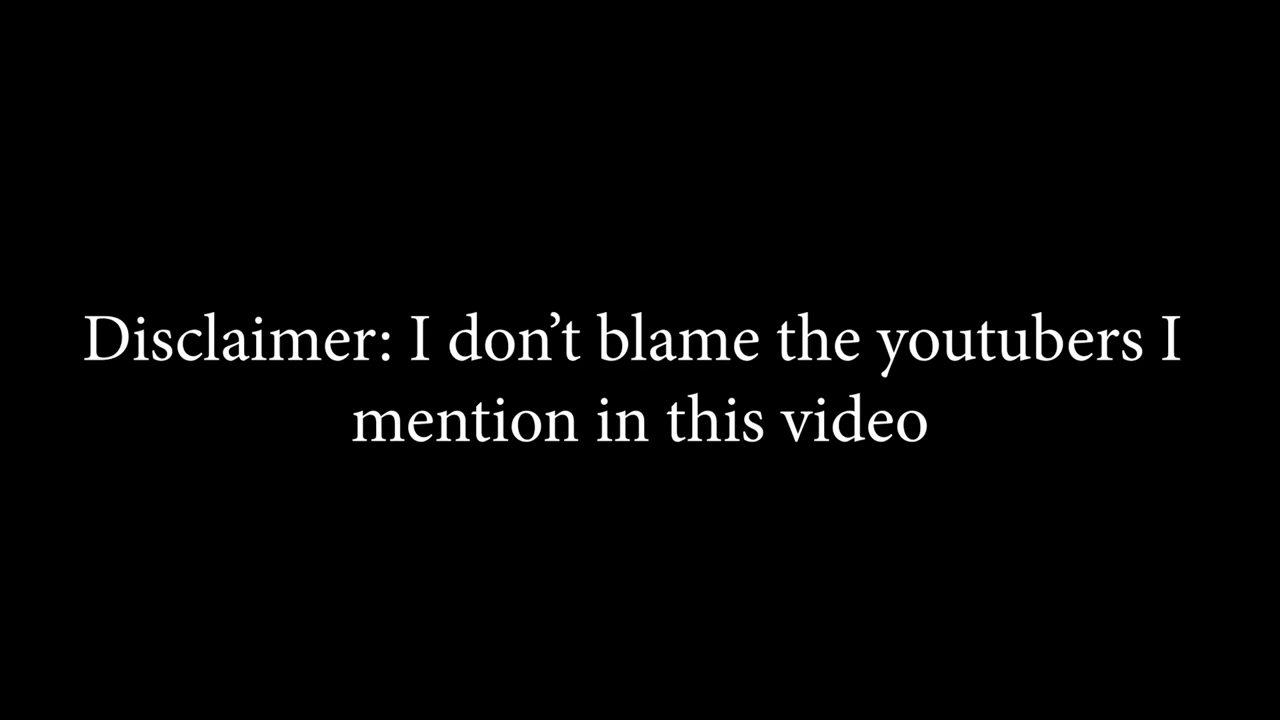 Disclaimer: I don’t blame the youtubers I
mention in this video